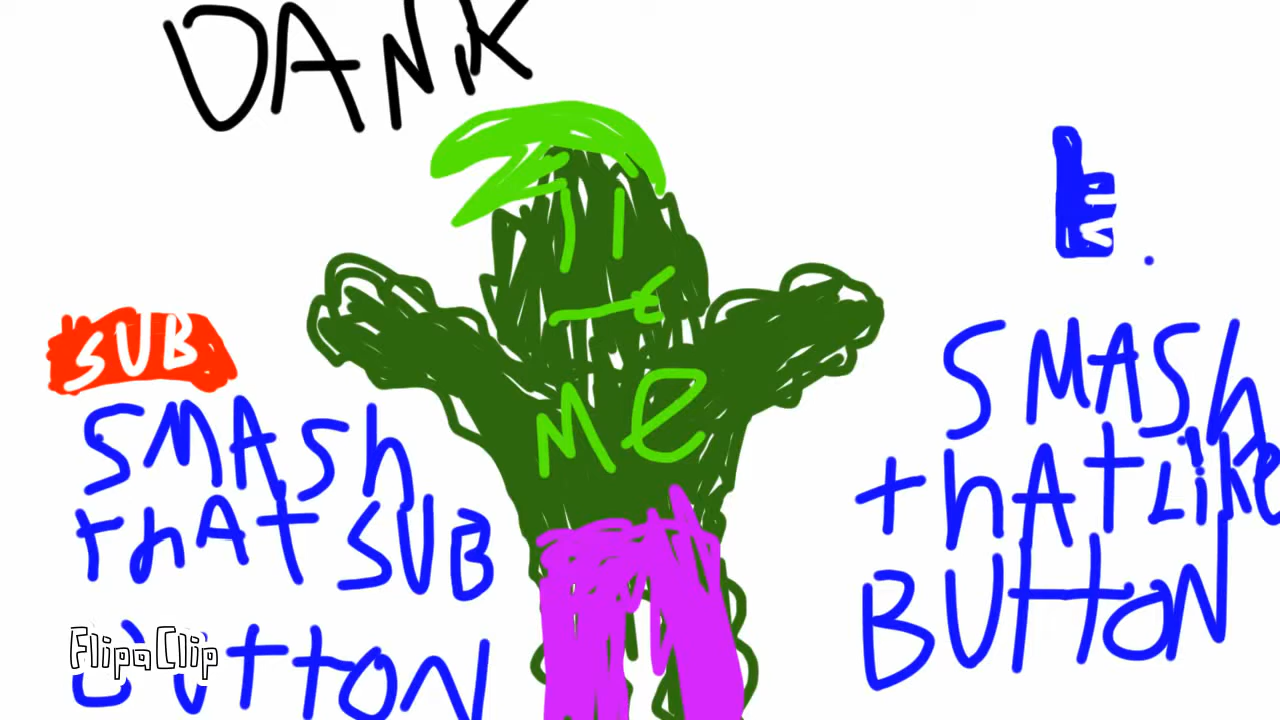 DANK
SUB
SMASh
thAt SUB
BUttON
ME
SMASh
thAt Like
BUttON
FlipaClip